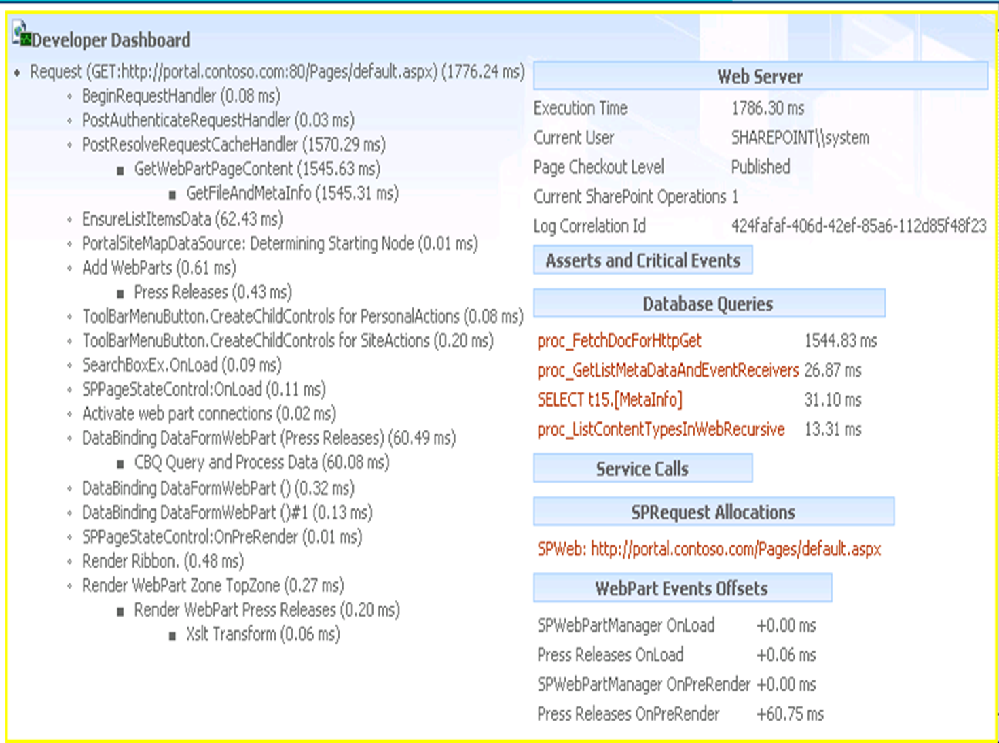 Developer Dashboard
Request (GET:http://portal.contoso.com:80/Pages/default.aspx) (1776.24 ms)
BeginRequestHandler (0.08 ms)
PostAuthenticateRequestHandler (0.03 ms)
PostResolveRequestCacheHandler (1570.29 ms)
GetWebPartPageContent (1545.63 ms)
GetFileAndMetaInfo (1545.31 ms)
EnsureListItemsData (62.43 ms)
PortalSiteMapDataSource: Determining Starting Node (0.01 ms)
Add WebParts (0.61 ms)
Press Releases (0.43 ms)
ToolBarMenuButton.CreateChildControls for PersonalActions (0.08 ms)
ToolBarMenuButton.CreateChildControls for SiteActions (0.20 ms)
SearchBoxEx.OnLoad (0.09 ms)
SPPageStateControl:OnLoad (0.11 ms)
Activate web part connections (0.02 ms)
DataBinding DataFormWebPart (Press Releases) (60.49 ms)
CBQ Query and Process Data (60.08 ms)
DataBinding DataFormWebPart () (0.32 ms)
DataBinding DataFormWebPart ()#1 (0.13 ms)
SPPageStateControl:OnPreRender (0.01 ms)
Render Ribbon. (0.48 ms)
Render WebPart Zone TopZone (0.27 ms)
Render WebPart Press Releases (0.20 ms)
Xslt Transform (0.06 ms)
Web Server
Execution Time 1786.30 ms
Current User SHAREPOINT\\system
Page Checkout Level Published
Current SharePoint Operations 1
Log Correlation Id 424fafaf-406d-42ef-85a6-112d85f48f23
Asserts and Critical Events
Database Queries
proc_FetchDocForHttpGet 1544.83 ms
proc_GetListMetaDataAndEventReceivers 26.87 ms
SELECT t15.[MetaInfo] 31.10 ms
proc_ListContentTypesInWebRecursive 13.31 ms
Service Calls
SPRequest Allocations
SPWeb: http://portal.contoso.com/Pages/default.aspx
WebPart Events Offsets
SPWebPartManager OnLoad +0.00 ms
Press Releases OnLoad +0.06 ms
SPWebPartManager OnPreRender +0.00 ms
Press Releases OnPreRender +60.75 ms